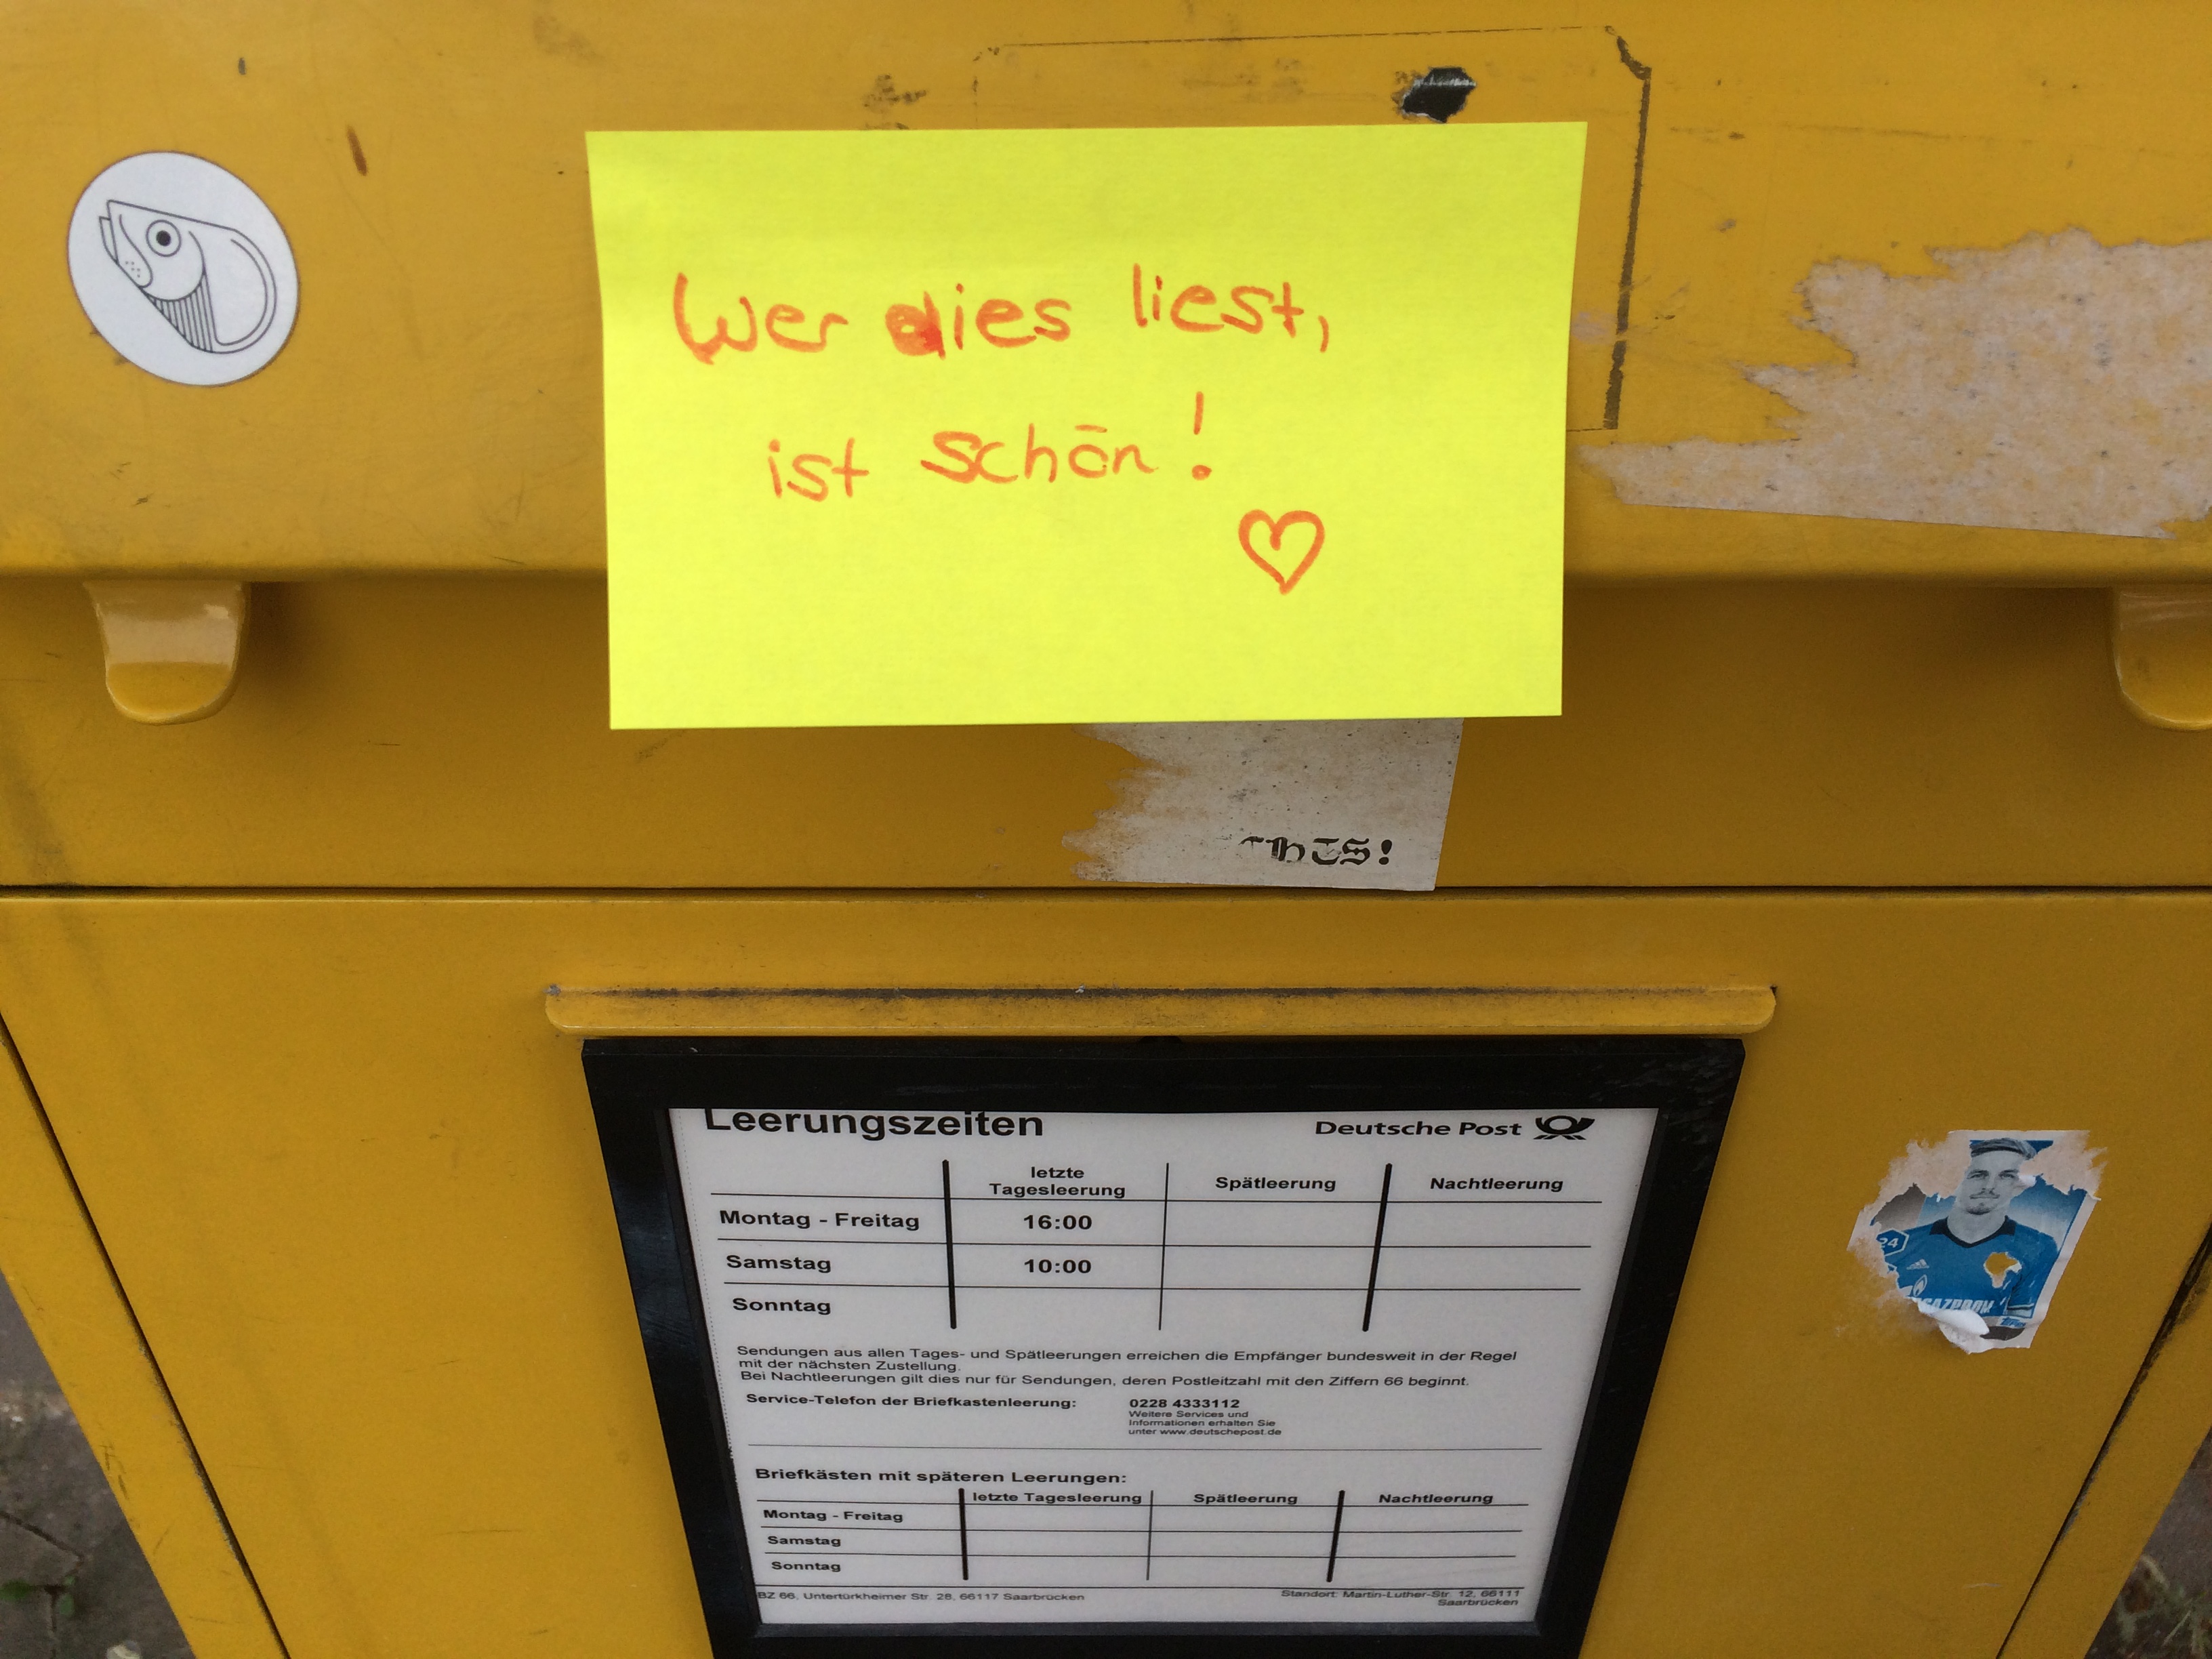 Wer dies liest,
ist schön!
HTS!
Leerungszeiten
Deutsche Post
letzte
Tagesleerung
Spätleerung
Nachtleerung
Montag - Freitag
16:00
Samstag
10:00
Sonntag
Sendungen aus allen Tages- und Spätleerungen erreichen die Empfänger bundesweit in der Regel
mit der nächsten Zustellung.
Bei Nachtleerungen gilt dies nur für Sendungen, deren Postleitzahl mit den Ziffern 66 beginnt.
Service-Telefon der Briefkastenleerung:
0228 4333112
Weitere Services und
Informationen erhalten Sie
unter www.deutschepost.de
Briefkästen mit späteren Leerungen:
letzte Tagesleerung
Spätleerung
Nachtleerung
Montag - Freitag
Samstag
Sonntag
BZ 66, Untertürkheimer Str. 28, 66117 Saarbrücken
Standort: Martin-Luther-Str. 12, 66111
Saarbrücken
24
GAZPROM